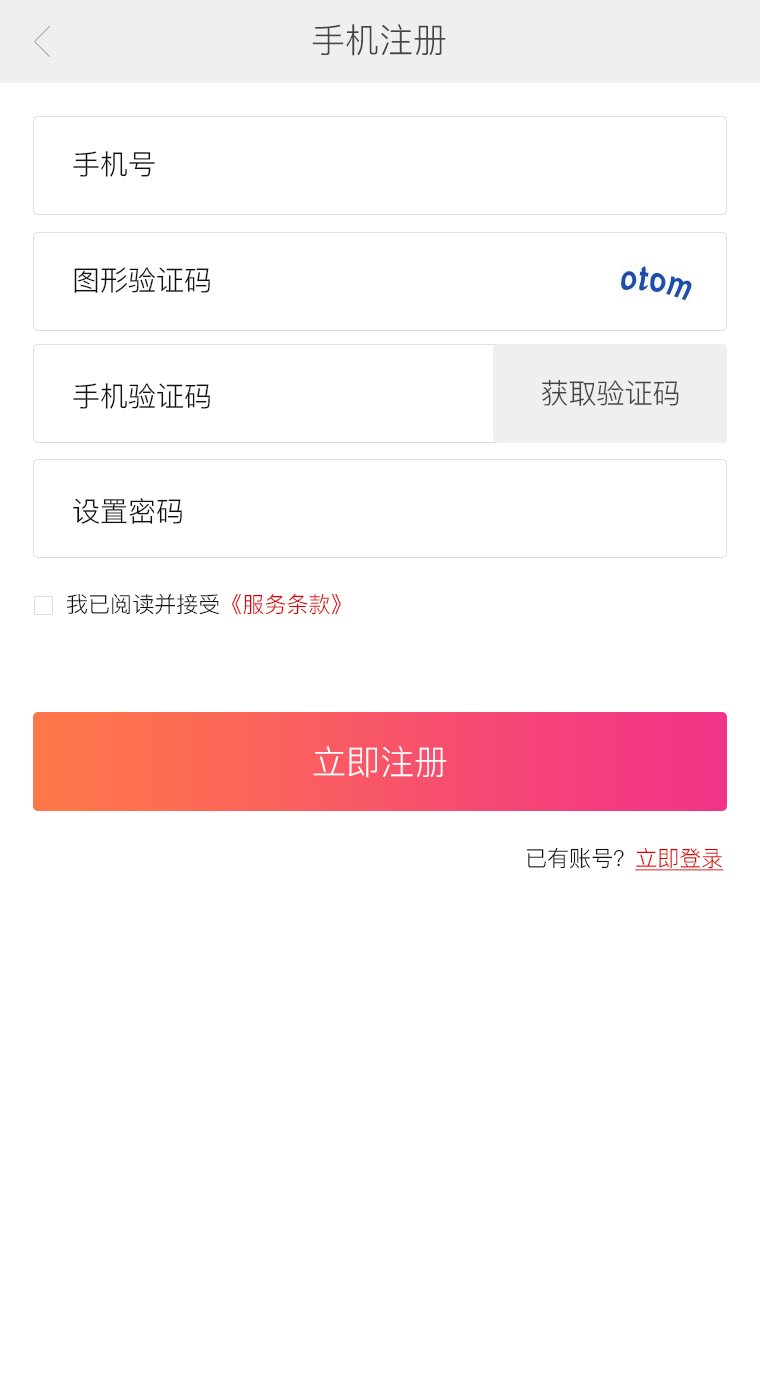 手机注册
手机号
图形验证码 otom
手机验证码 获取验证码
设置密码
我已阅读并接受《服务条款》
立即注册
已有账号？立即登录